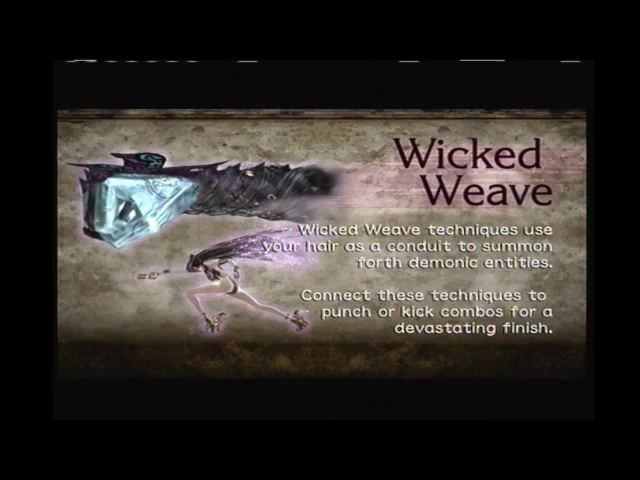 Wicked
Weave
Wicked Weave techniques use
your hair as a conduit to summon
forth demonic entities.
Connect these techniques to
punch or kick combos for a
devastating finish.